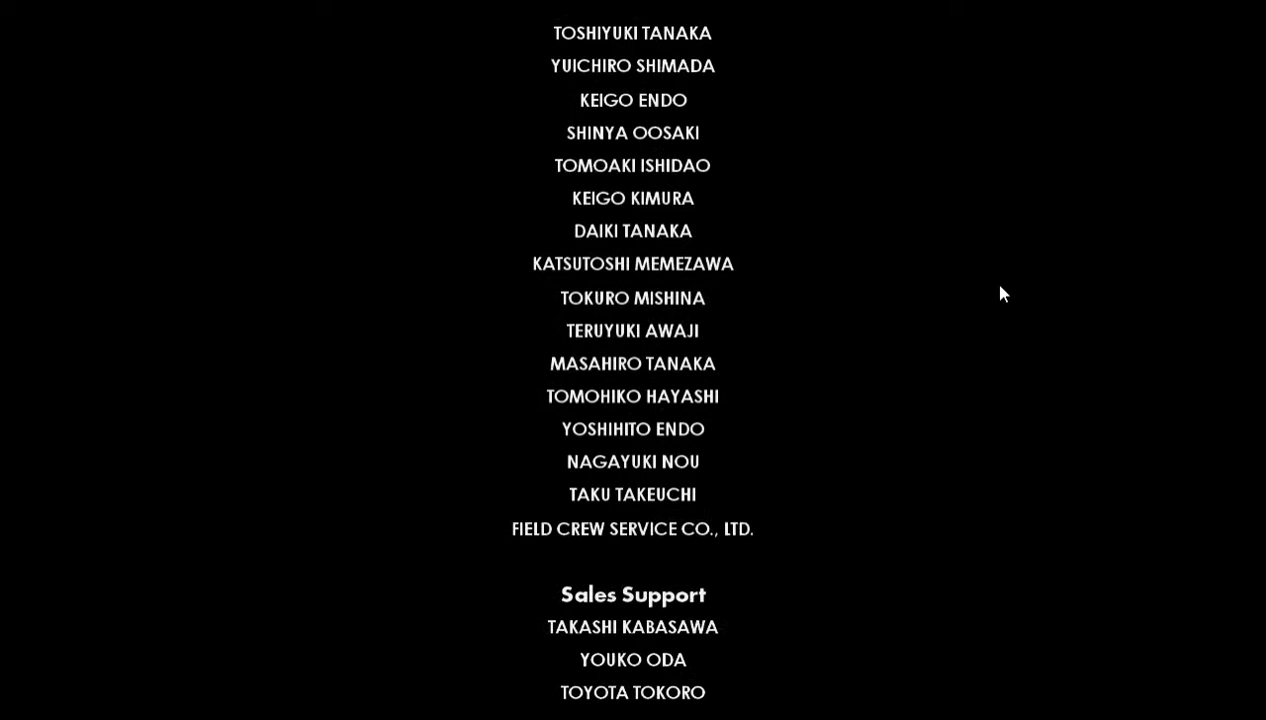 TOSHIYUKI TANAKA
YUICHIRO SHIMADA
KEIGO ENDO
SHINYA OOSAKI
TOMOAKI ISHIDAO
KEIGO KIMURA
DAIKI TANAKA
KATSUTOSHI MEMEZAWA
TOKURO MISHINA
TERUYUKI AWAJI
MASAHIRO TANAKA
TOMOHIKO HAYASHI
YOSHIHITO ENDO
NAGAYUKI NOU
TAKU TAKEUCHI
FIELD CREW SERVICE CO., LTD.
Sales Support
TAKASHI KABASAWA
YOUKO ODA
TOYOTA TOKORO